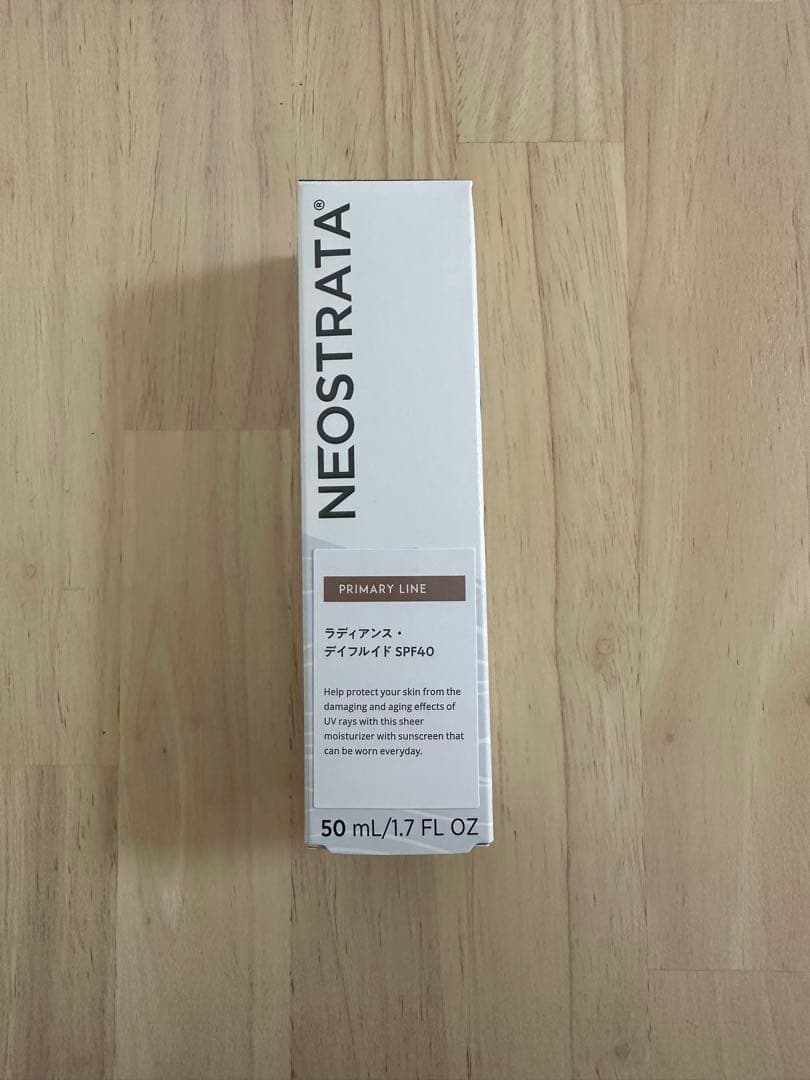 NEOSTRATA®
PRIMARY LINE
ラディアンス・
デイフルイド SPF40
Help protect your skin from the
damaging and aging effects of
UV rays with this sheer
moisturizer with sunscreen that
can be worn everyday.
50 mL/1.7 FL OZ